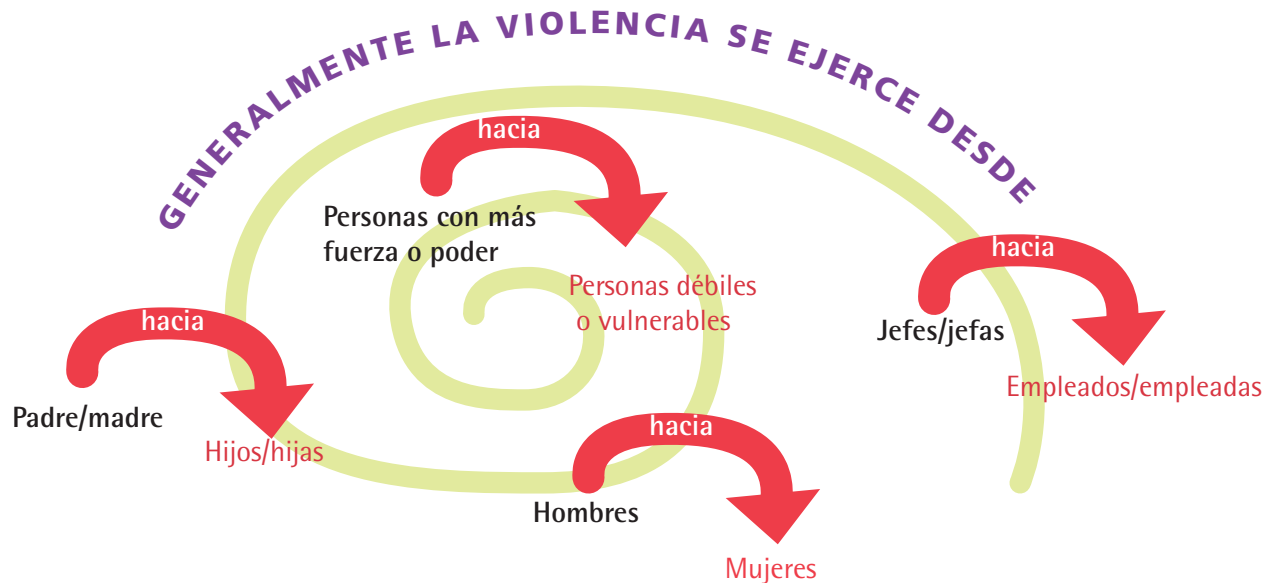 GENERALMENTE LA VIOLENCIA SE EJERCE DESDE
hacia
Personas con más
fuerza o poder
Personas débiles
o vulnerables
hacia
Jefes/jefas
Empleados/empleadas
hacia
Padre/madre
Hijos/hijas
hacia
Hombres
Mujeres